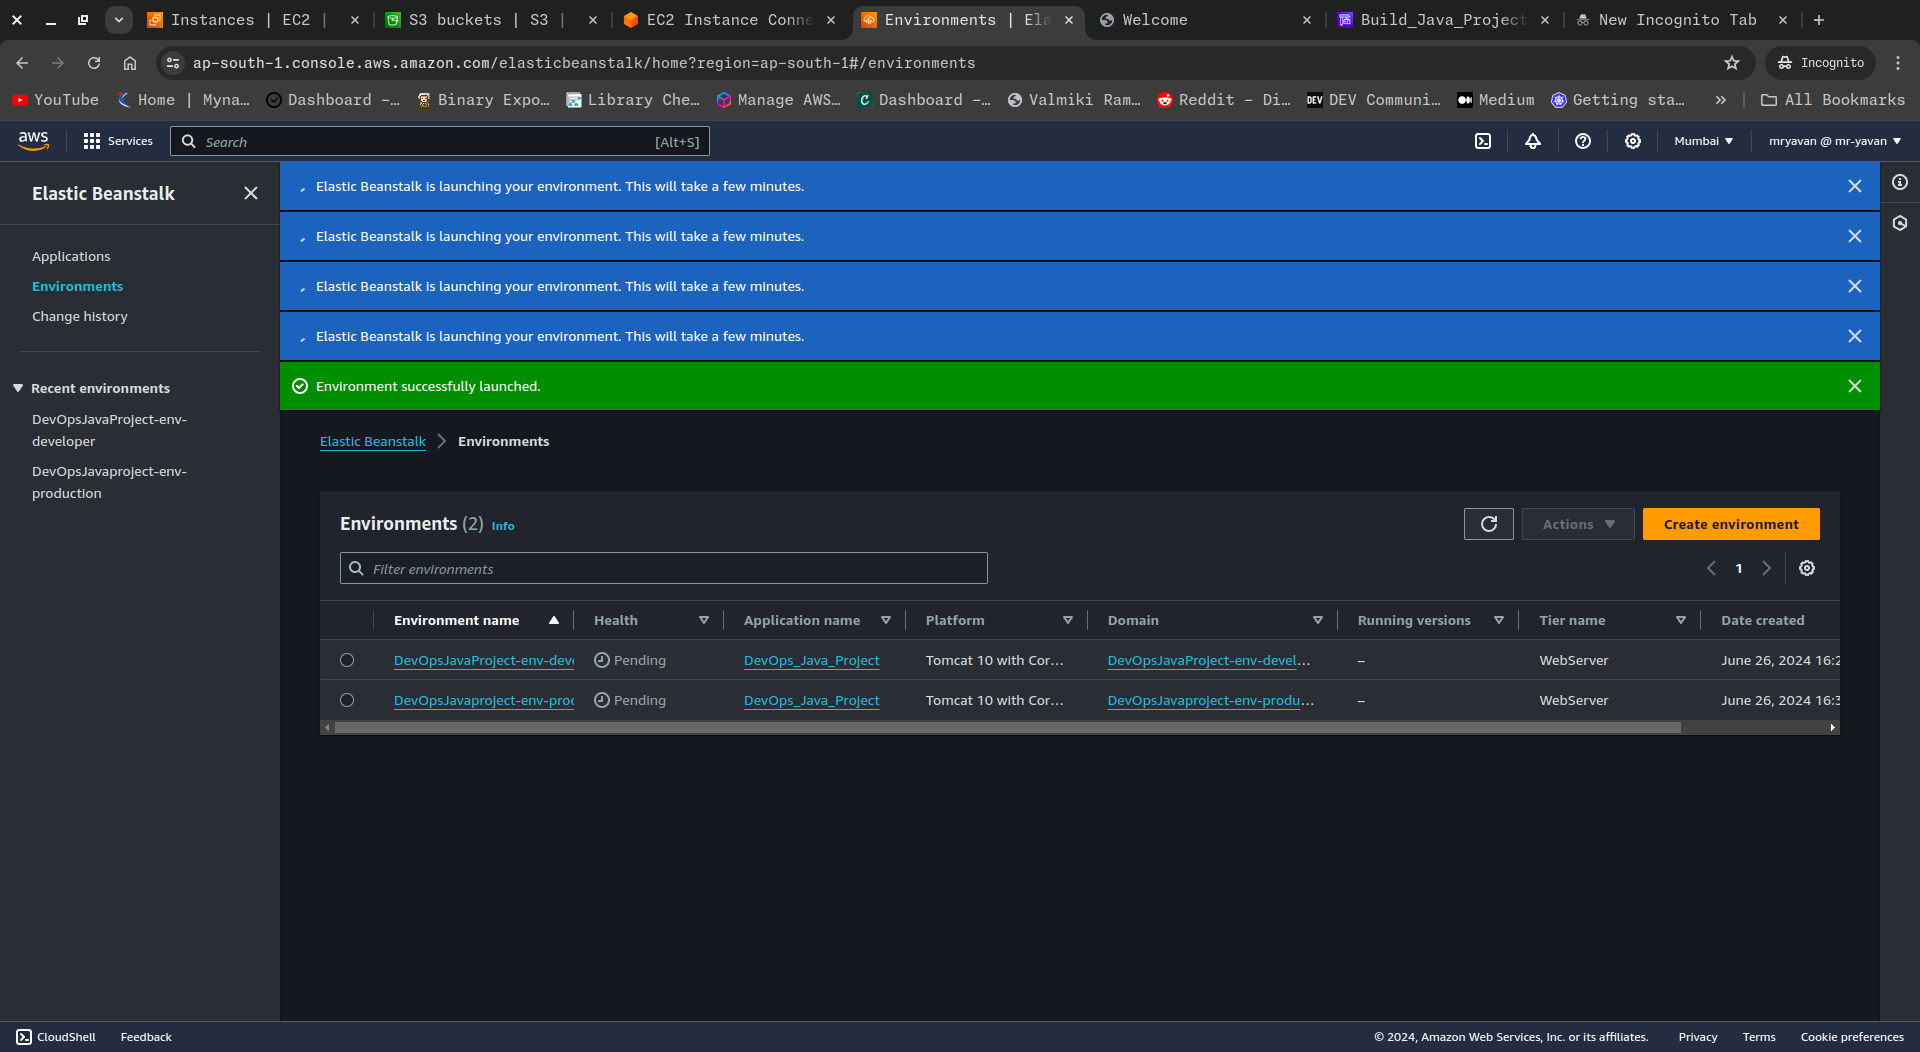 Instances | EC2 |
S3 buckets | S3 |
EC2 Instance Conne
Environments | Ela
Welcome
Build_Java_Project
New Incognito Tab
ap-south-1.console.aws.amazon.com/elasticbeanstalk/home?region=ap-south-1#/environments
Incognito
YouTube
Home | Myna…
Dashboard –…
Binary Expo…
Library Che…
Manage AWS…
Dashboard –…
Valmiki Ram…
Reddit - Di…
DEV
DEV Communi…
Medium
Getting sta…
All Bookmarks
aws
Services
Search
[Alt+S]
Mumbai
mryavan @ mr-yavan
Elastic Beanstalk
Applications
Environments
Change history
Recent environments
DevOpsJavaProject-env-
developer
DevOpsJavaproject-env-
production
Elastic Beanstalk is launching your environment. This will take a few minutes.
Elastic Beanstalk is launching your environment. This will take a few minutes.
Elastic Beanstalk is launching your environment. This will take a few minutes.
Elastic Beanstalk is launching your environment. This will take a few minutes.
Environment successfully launched.
Elastic Beanstalk
Environments
Environments (2) Info
Actions
Create environment
Filter environments
1
Environment name Health Application name Platform Domain Running versions Tier name Date created
DevOpsJavaProject-env-deve Pending DevOps_Java_Project Tomcat 10 with Cor… DevOpsJavaProject-env-devel… – WebServer June 26, 2024 16:2
DevOpsJavaproject-env-prod Pending DevOps_Java_Project Tomcat 10 with Cor… DevOpsJavaproject-env-produ… – WebServer June 26, 2024 16:3
CloudShell
Feedback
© 2024, Amazon Web Services, Inc. or its affiliates.
Privacy
Terms
Cookie preferences